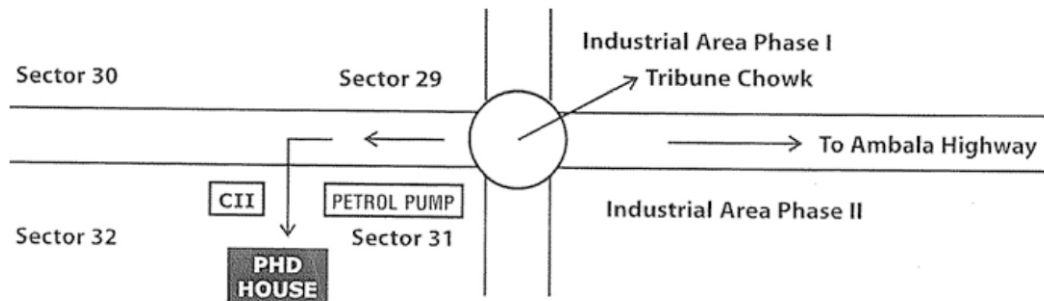 Industrial Area Phase I
Sector 30
Sector 29
Tribune Chowk
To Ambala Highway
CII
PETROL PUMP
Industrial Area Phase II
Sector 32
Sector 31
PHD
HOUSE